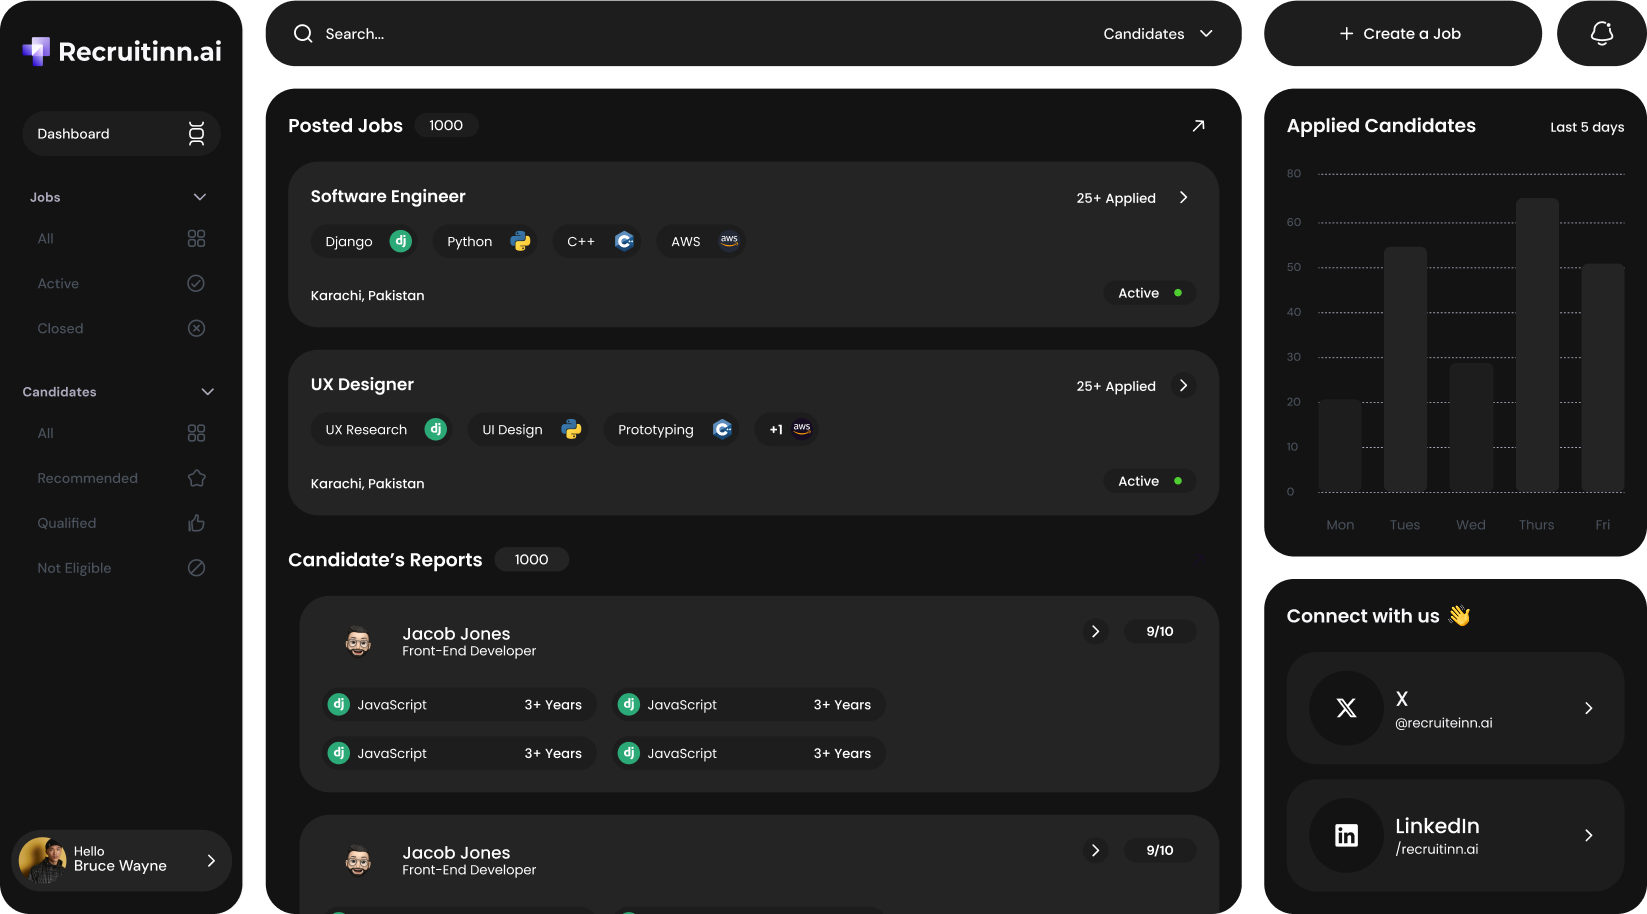 Recruitinn.ai
Dashboard
Jobs
All
Active
Closed
Candidates
All
Recommended
Qualified
Not Eligible
Hello
Bruce Wayne
Search...
Candidates
Create a Job
Posted Jobs 1000
Software Engineer
25+ Applied
Django dj Python C++ C++ AWS aws
Karachi, Pakistan
Active
UX Designer
25+ Applied
UX Research dj UI Design Prototyping C++ +1 aws
Karachi, Pakistan
Active
Candidate’s Reports 1000
Jacob Jones
Front-End Developer
9/10
dj JavaScript 3+ Years dj JavaScript 3+ Years
dj JavaScript 3+ Years dj JavaScript 3+ Years
Jacob Jones
Front-End Developer
9/10
Applied Candidates
Last 5 days
80
60
50
40
30
20
10
0
Mon Tues Wed Thurs Fri
Connect with us 👋
X
@recruiteinn.ai
in
LinkedIn
/recruitinn.ai